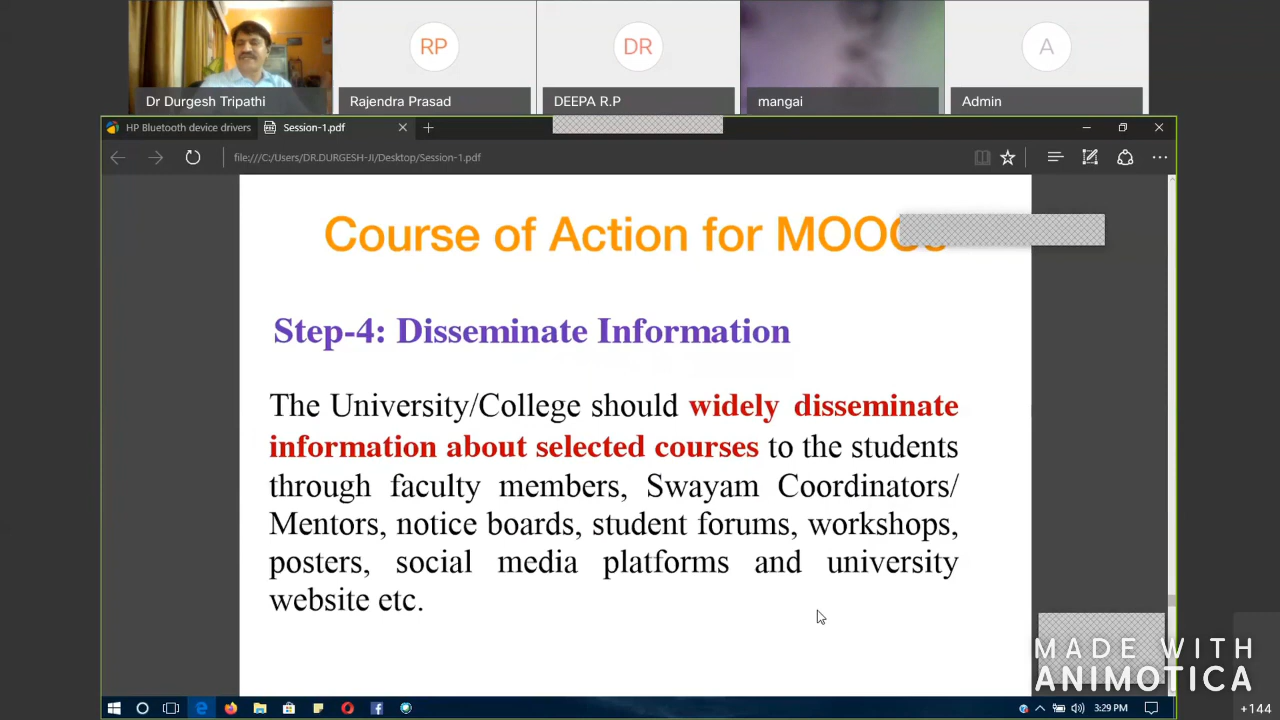 RP
DR
A
Dr Durgesh Tripathi
Rajendra Prasad
DEEPA R.P
mangai
Admin
HP Bluetooth device drivers
Session-1.pdf
file:///C:/Users/DR.DURGESH-JI/Desktop/Session-1.pdf
Course of Action for
Step-4: Disseminate Information
The University/College should widely disseminate
information about selected courses to the students
through faculty members, Swayam Coordinators/
Mentors, notice boards, student forums, workshops,
posters, social media platforms and university
website etc.
MADE WITH
ANIMOTICA
3:29 PM
+144